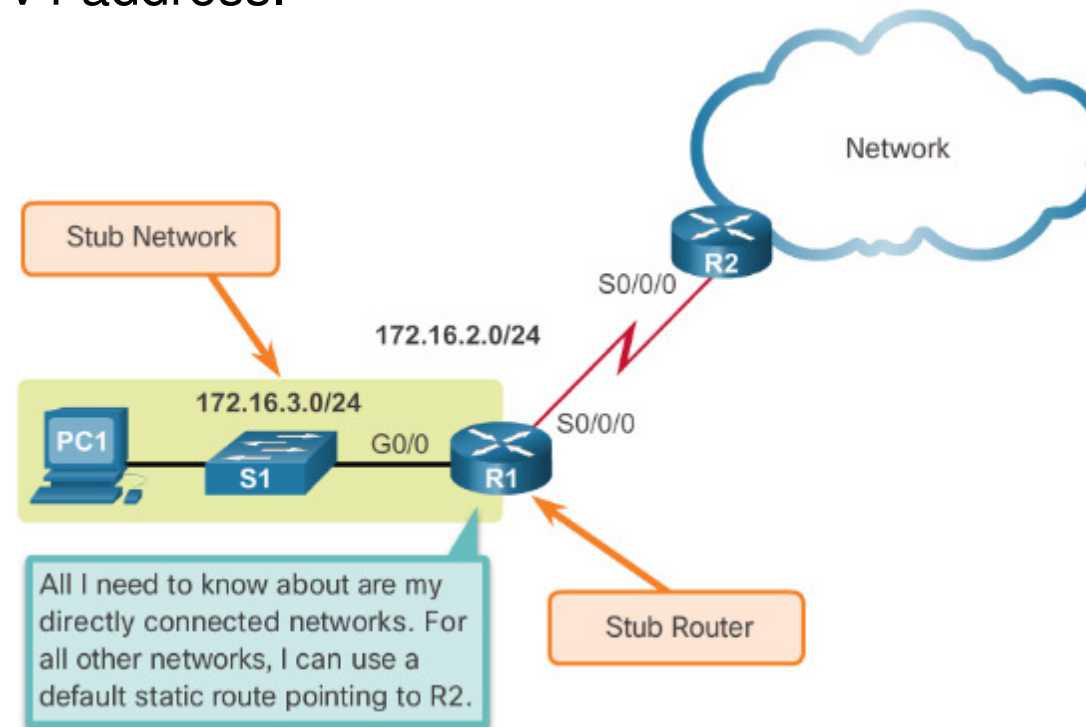 address.
Network
Stub Network
R2
S0/0/0
172.16.2.0/24
172.16.3.0/24
S0/0/0
PC1
G0/0
S1
R1
All I need to know about are my
directly connected networks. For
all other networks, I can use a
default static route pointing to R2.
Stub Router